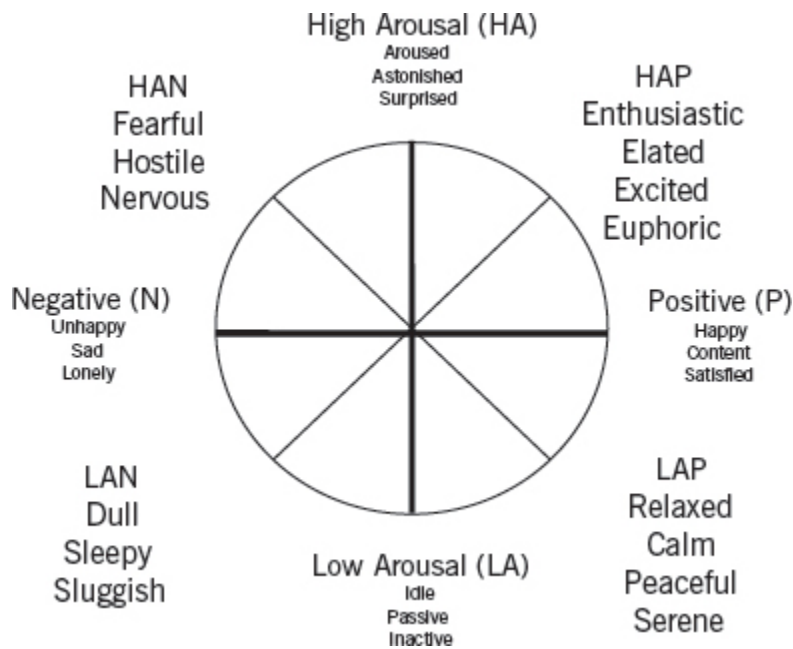 High Arousal (HA)
Aroused
Astonished
Surprised
HAN
Fearful
Hostile
Nervous
HAP
Enthusiastic
Elated
Excited
Euphoric
Negative (N)
Unhappy
Sad
Lonely
Positive (P)
Happy
Content
Satisfied
LAN
Dull
Sleepy
Sluggish
Low Arousal (LA)
Idle
Passive
Inactive
LAP
Relaxed
Calm
Peaceful
Serene